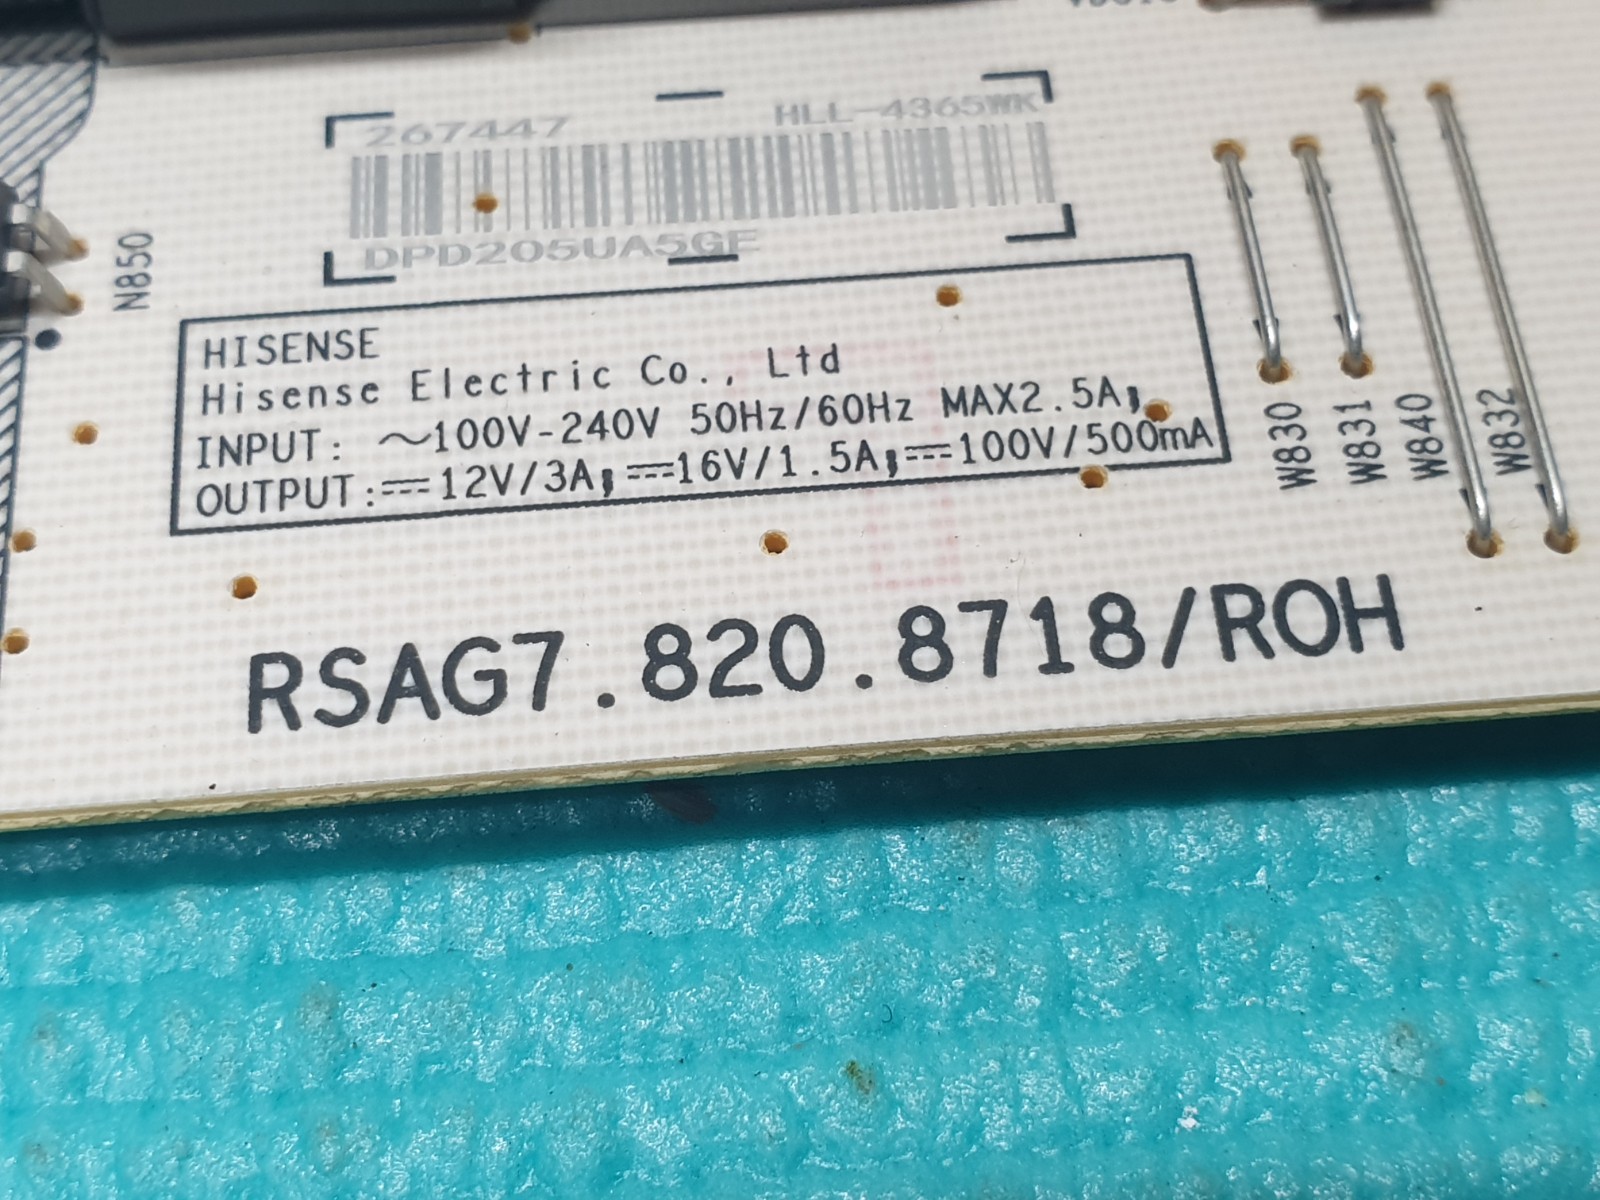 267447 HLL-4365WK
DPD205UA5GF
N850
HISENSE
Hisense Electric Co., Ltd
INPUT: ～100V-240V 50Hz/60Hz MAX2.5A;
OUTPUT:⎓12V/3A;⎓16V/1.5A;⎓100V/500mA
W830
W831
W840
W832
RSAG7.820.8718/ROH